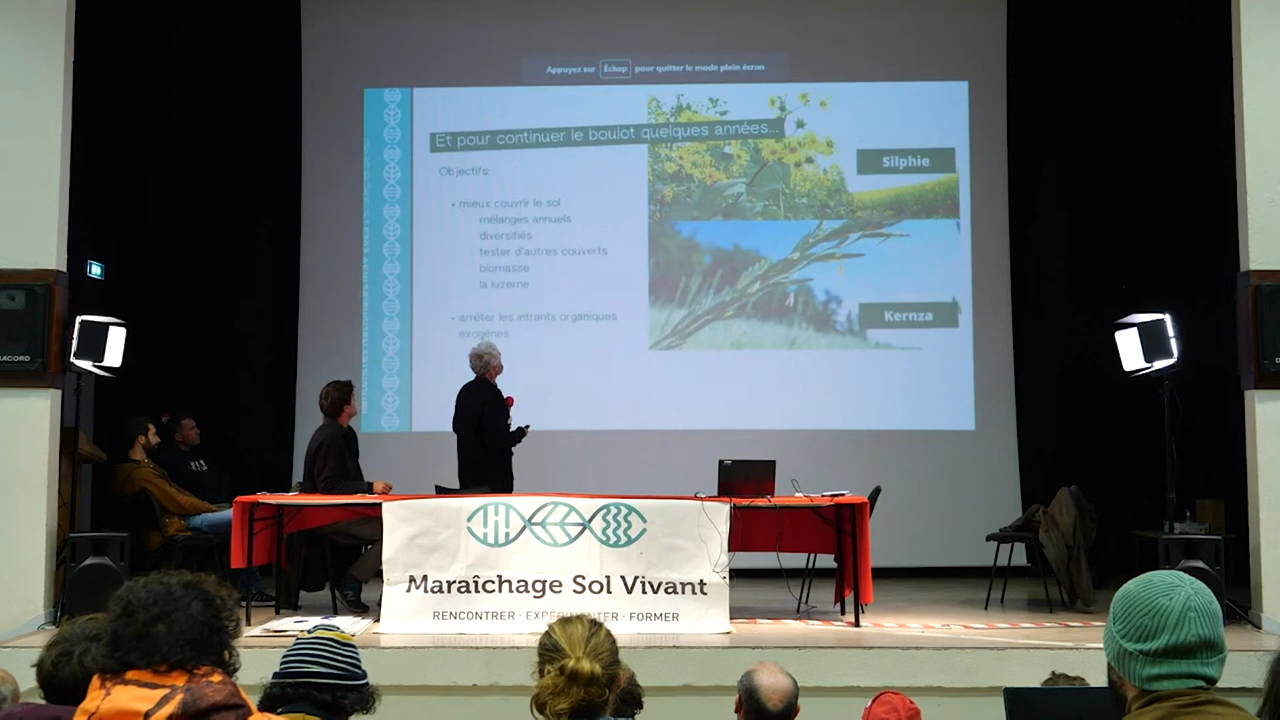 Appuyez sur Échap pour quitter le mode plein écran
Et pour continuer le boulot quelques années...
Objectifs:
• mieux couvrir le sol
mélanges annuels
diversifiés
tester d'autres couverts
biomasse
la luzerne
• arrêter les intrants organiques
exogènes
Silphie
Kernza
Maraîchage Sol Vivant
RENCONTRER · EXPÉRIMENTER · FORMER